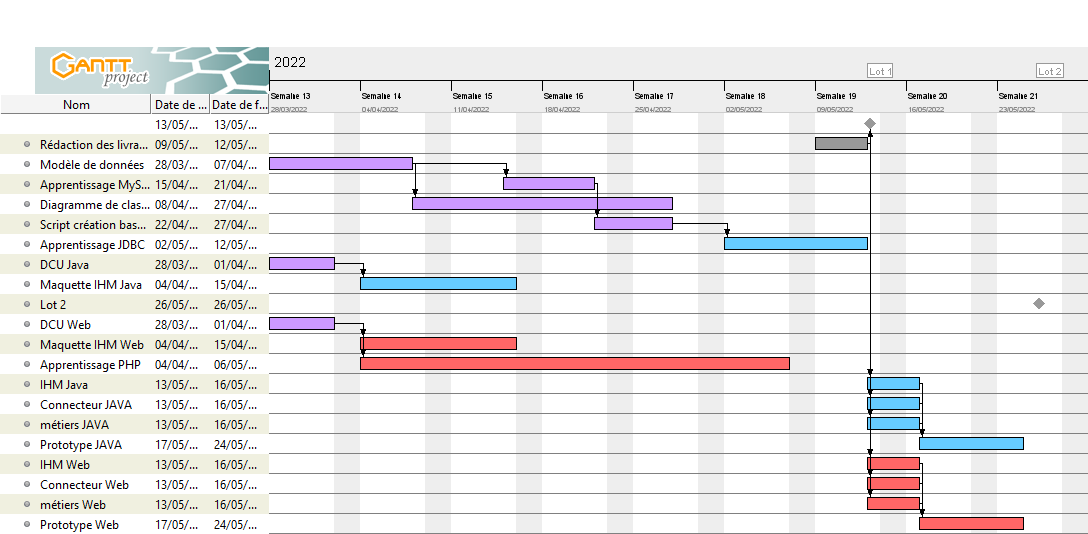 GANTT
project
2022
Lot 1
Lot 2
Nom
Date de ...
Date de f...
Semaine 13
Semaine 14
Semaine 15
Semaine 16
Semaine 17
Semaine 18
Semaine 19
Semaine 20
Semaine 21
28/03/2022
04/04/2022
11/04/2022
18/04/2022
25/04/2022
02/05/2022
09/05/2022
16/05/2022
23/05/2022
13/05/... 13/05/...
Rédaction des livra... 09/05/... 12/05/...
Modèle de données 28/03/... 07/04/...
Apprentissage MyS... 15/04/... 21/04/...
Diagramme de clas... 08/04/... 27/04/...
Script création bas... 22/04/... 27/04/...
Apprentissage JDBC 02/05/... 12/05/...
DCU Java 28/03/... 01/04/...
Maquette IHM Java 04/04/... 15/04/...
Lot 2 26/05/... 26/05/...
DCU Web 28/03/... 01/04/...
Maquette IHM Web 04/04/... 15/04/...
Apprentissage PHP 04/04/... 06/05/...
IHM Java 13/05/... 16/05/...
Connecteur JAVA 13/05/... 16/05/...
métiers JAVA 13/05/... 16/05/...
Prototype JAVA 17/05/... 24/05/...
IHM Web 13/05/... 16/05/...
Connecteur Web 13/05/... 16/05/...
métiers Web 13/05/... 16/05/...
Prototype Web 17/05/... 24/05/...